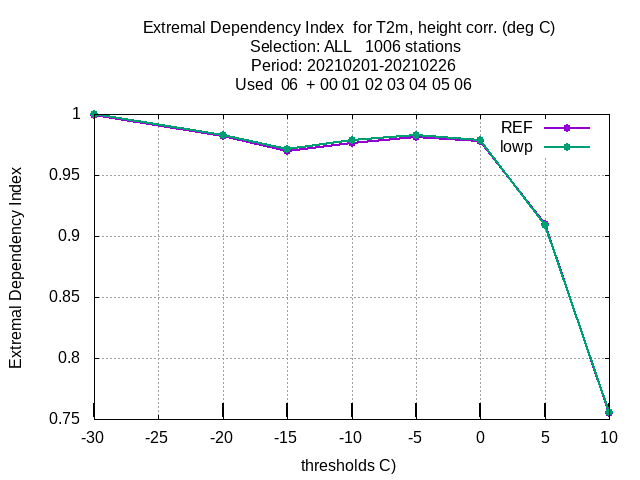 Extremal Dependency Index  for T2m, height corr. (deg C)
Selection: ALL   1006 stations
Period: 20210201-20210226
Used  06  + 00 01 02 03 04 05 06
REF
lowp
Extremal Dependency Index
1
0.95
0.9
0.85
0.8
0.75
-30 -25 -20 -15 -10 -5 0 5 10
thresholds C)